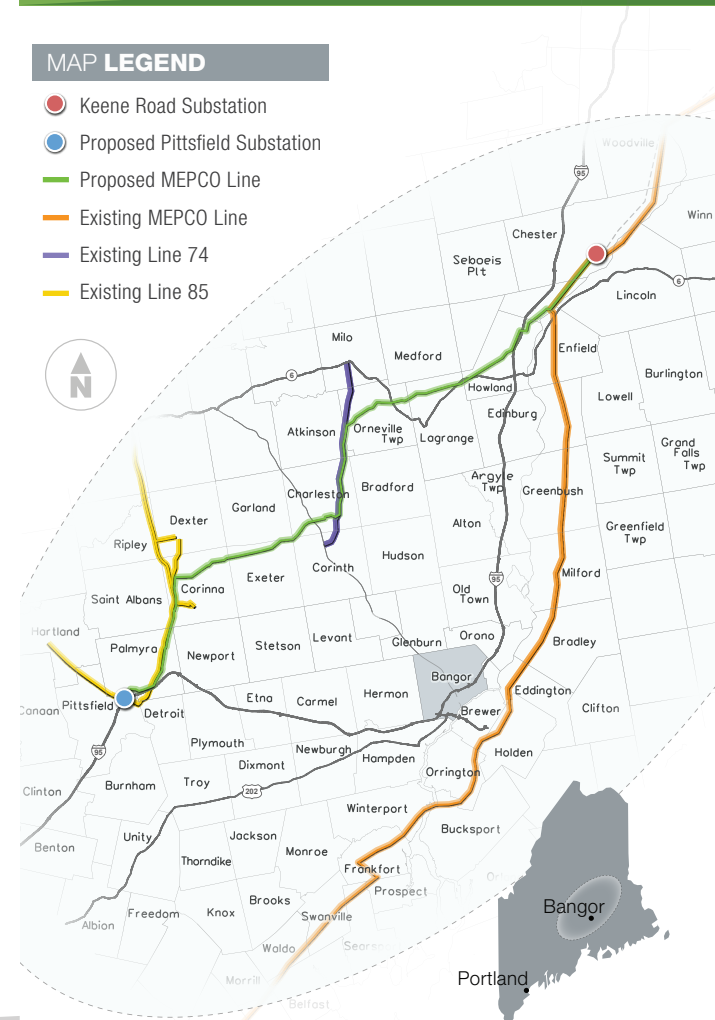 MAP LEGEND
Keene Road Substation
Proposed Pittsfield Substation
Proposed MEPCO Line
Existing MEPCO Line
Existing Line 74
Existing Line 85
N
Woodville
95
Winn
Chester
Seboeis
Plt
6
Lincoln
Milo
Medford
Enfield
6
Burlington
Howland
Lowell
Edinburg
Atkinson
Orneville
Twp
Lagrange
Grand
Falls
Twp
Summit
Twp
Argyle
Twp
Charleston
Bradford
Greenbush
Garland
Dexter
Alton
Greenfield
Twp
Ripley
Hudson
Corinth
Exeter
Milford
95
Corinna
Saint Albans
Old
Town
Hartland
Levant
Orono
Bradley
Glenburn
Stetson
Palmyra
Newport
Bangor
Eddington
Hermon
Etna
Carmel
Clifton
Pittsfield
Detroit
Brewer
Canaan
Plymouth
Newburgh
Holden
95
Hampden
Dixmont
Orrington
Troy
Burnham
202
Clinton
Winterport
Bucksport
Unity
Jackson
Benton
Monroe
Thorndike
Frankfort
Prospect
Brooks
Knox
Freedom
Swanville
Albion
Waldo
Morrill
Belfast
Bangor
Portland